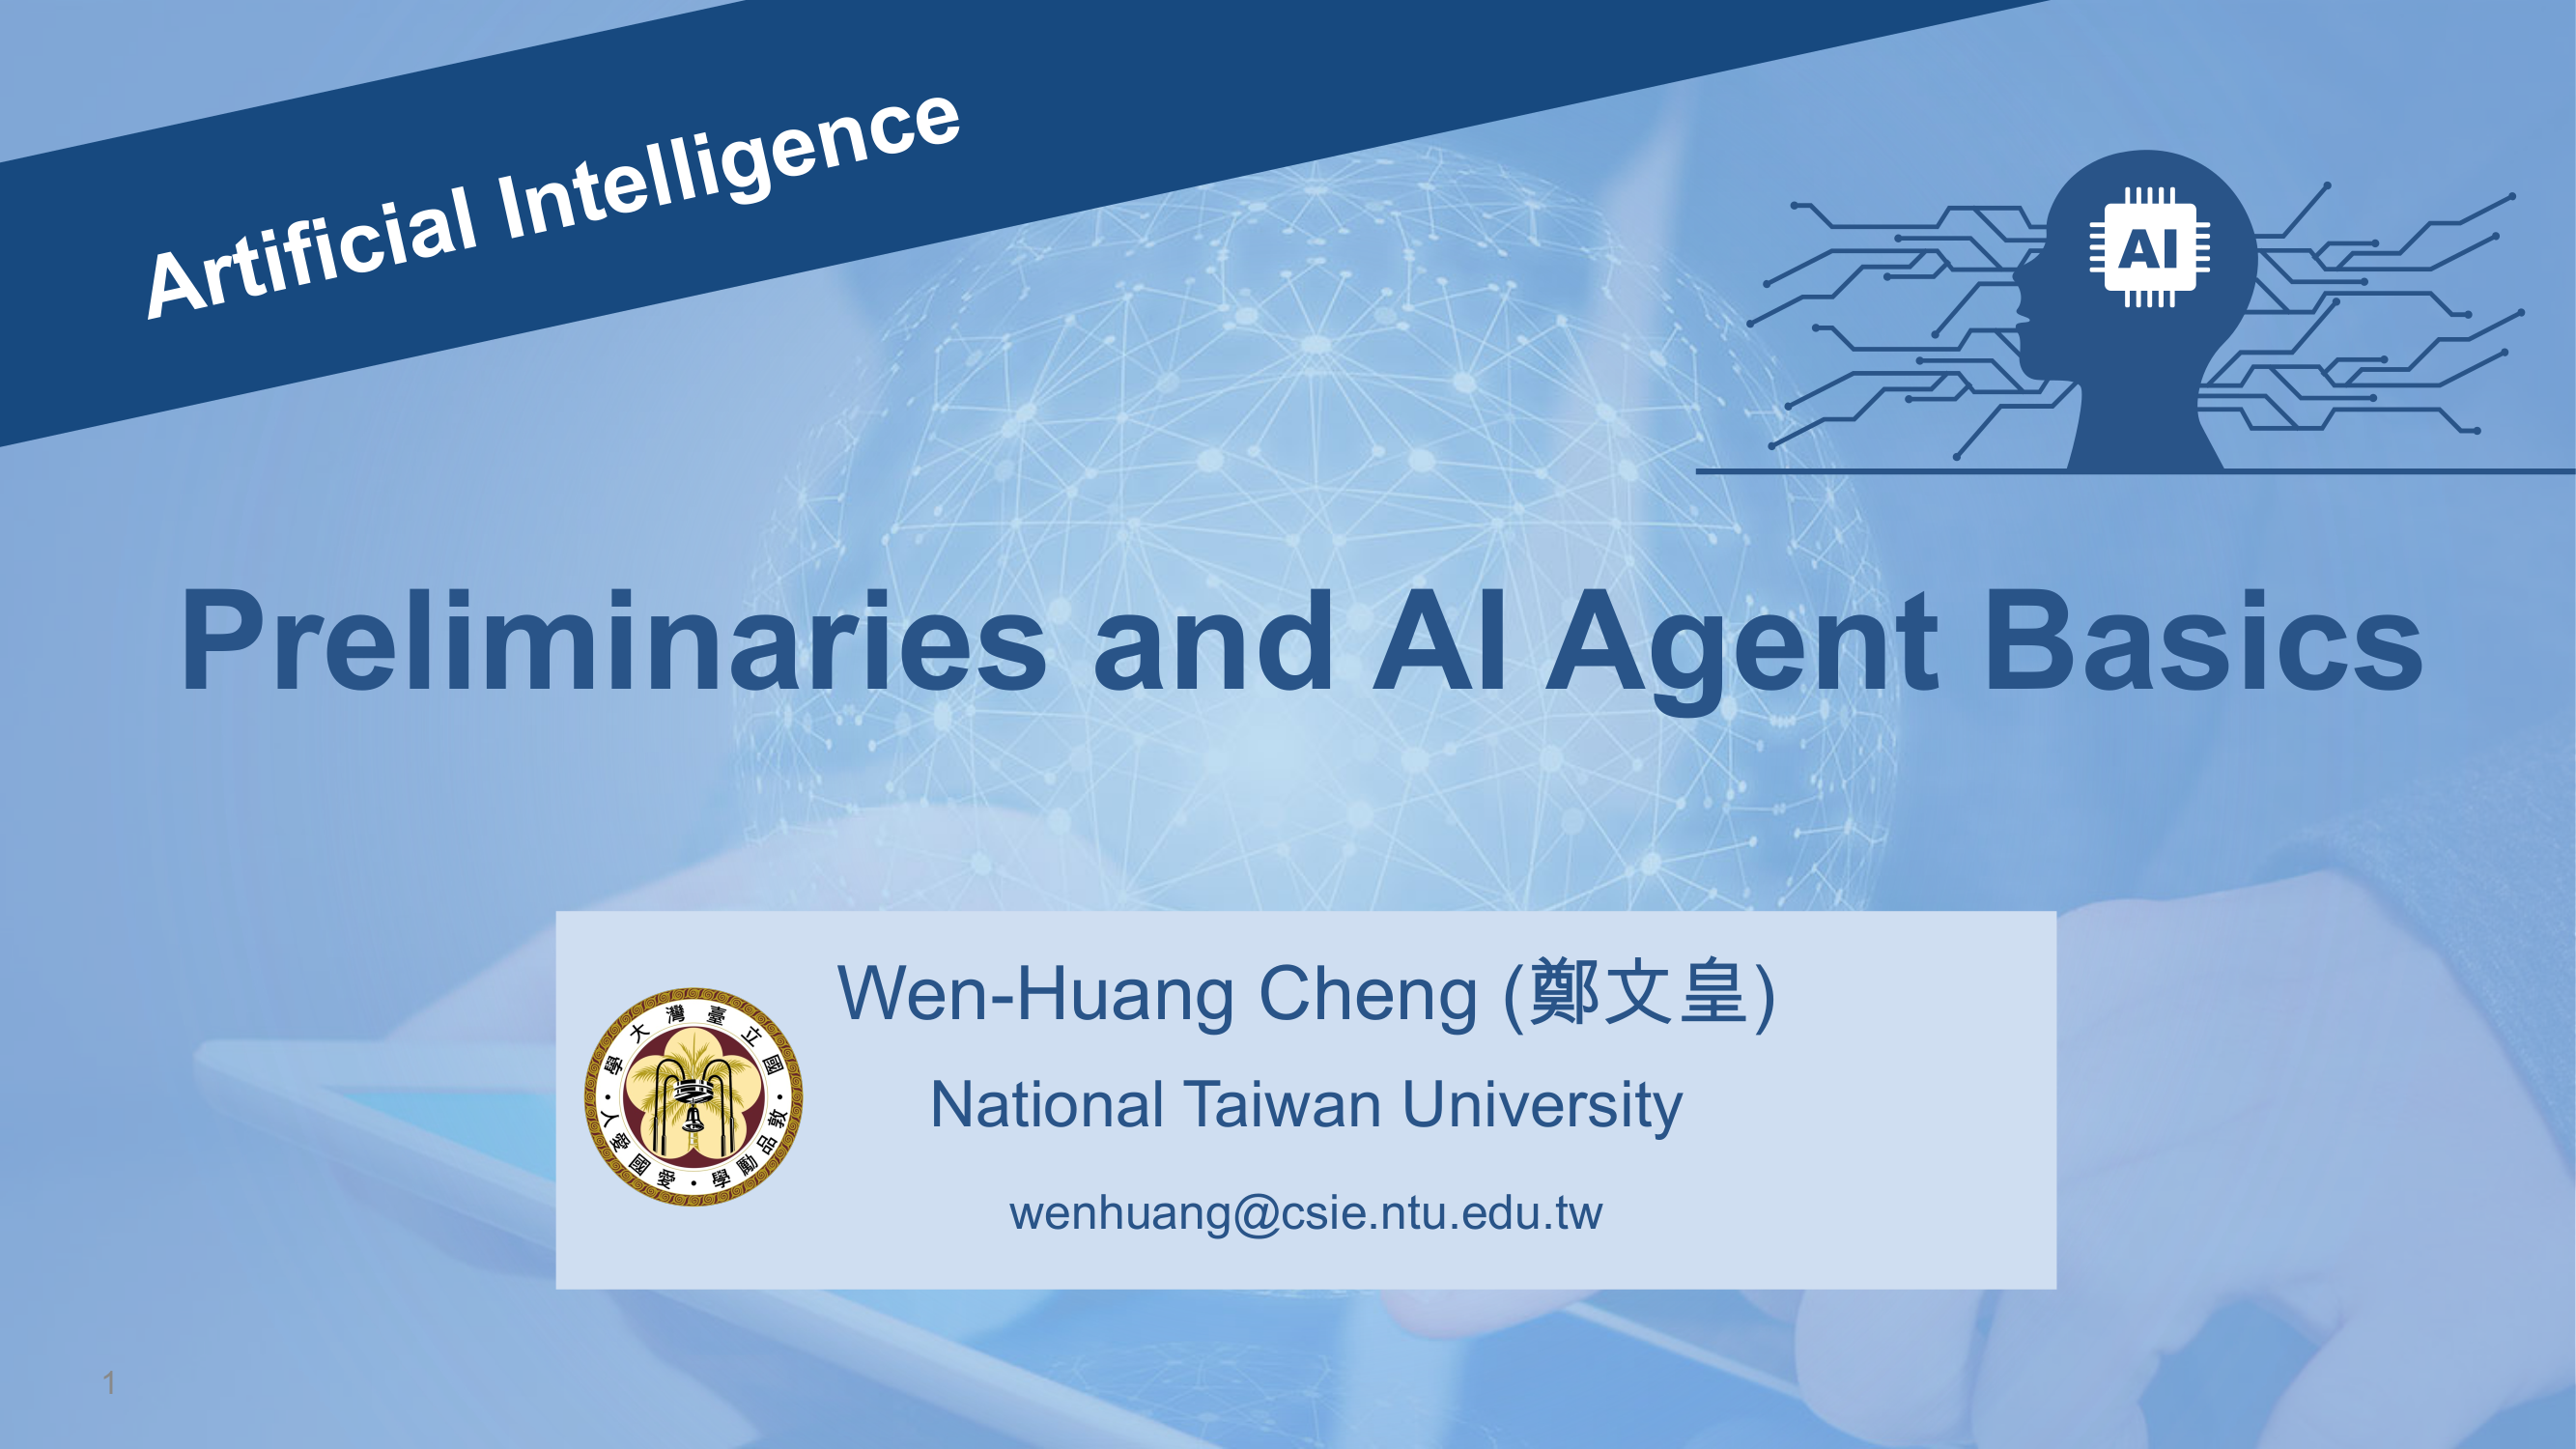 Artificial Intelligence
AI
Preliminaries and AI Agent Basics
Wen-Huang Cheng (鄭文皇)
National Taiwan University
wenhuang@csie.ntu.edu.tw
國立臺灣大學
敦品勵學・愛國愛人
1